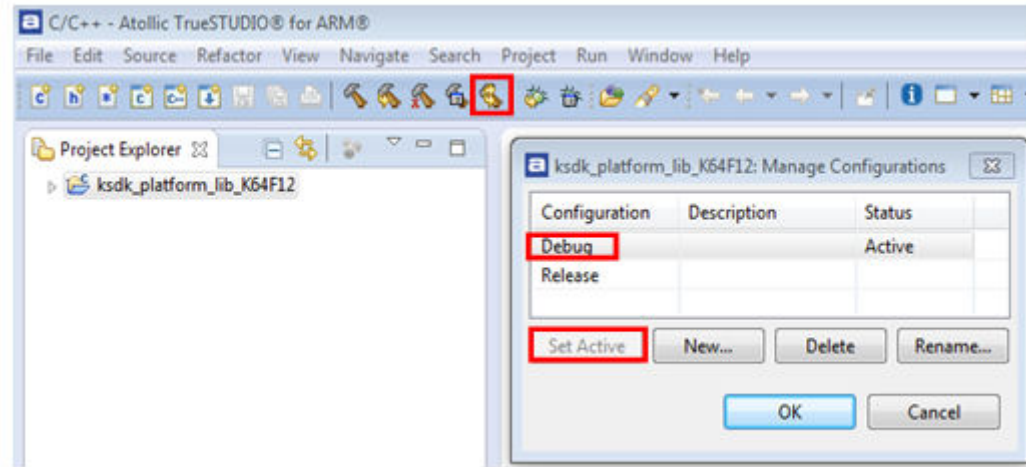 C/C++ - Atollic TrueSTUDIO® for ARM®
File Edit Source Refactor View Navigate Search Project Run Window Help
Project Explorer
ksdk_platform_lib_K64F12
ksdk_platform_lib_K64F12: Manage Configurations
Configuration Description Status
Debug Active
Release
Set Active New... Delete Rename...
OK Cancel